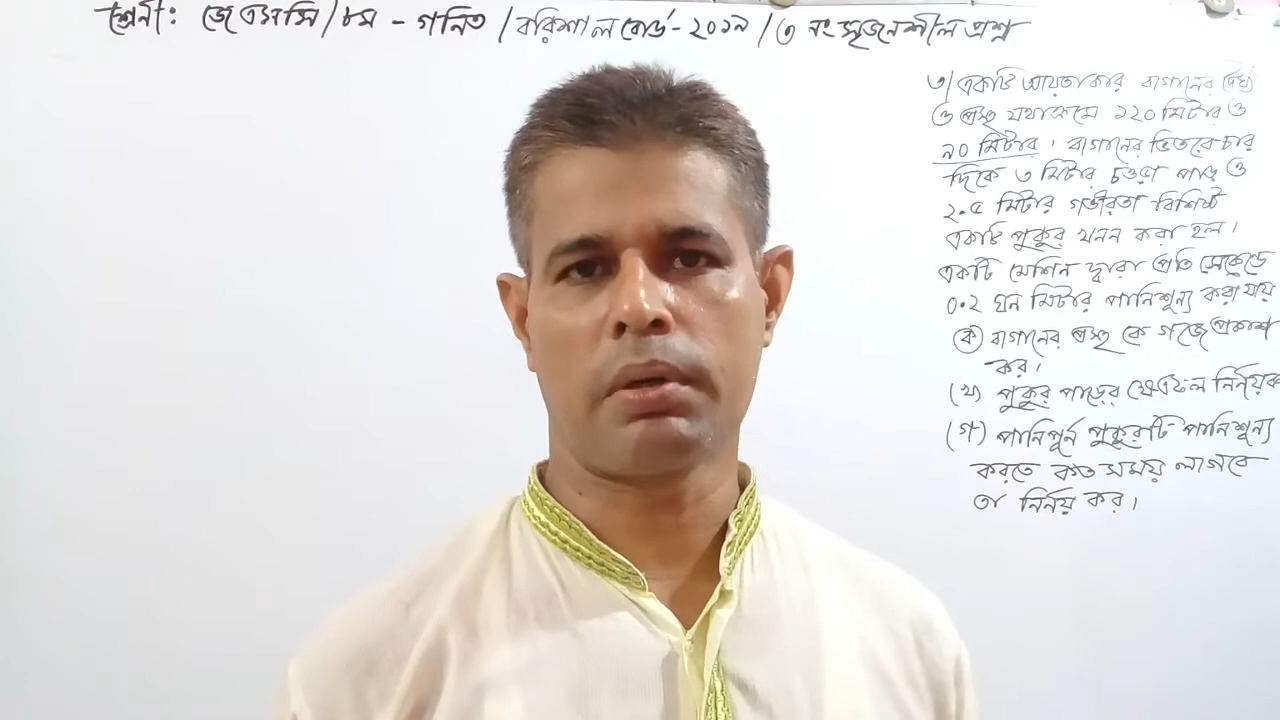 শ্রেনী: জেএসসি/৮ম - গনিত /বরিশাল বোর্ড-২০১৯/৩ নং সৃজনশীল প্রশ্ন
৩/একটি আয়তাকার বাগানের দৈর্ঘ্য
ও প্রস্থ যথাক্রমে ১২০ মিটার ও
৯০ মিটার। বাগানের ভিতরে চার
দিকে ৩ মিটার চওড়া পাড় ও
২.৫ মিটার গভীরতা বিশিষ্ট
একটি পুকুর খনন করা হল।
একটি মেশিন দ্বারা প্রতি সেকেন্ডে
০.২ ঘন মিটার পানিশূন্য করা যায়
(ক) বাগানের প্রস্থ কে গজে প্রকাশ
কর।
(খ) পুকুর পাড়ের ক্ষেত্রফল নির্নয় কর
(গ) পানিপূর্ন পুকুরটি পানিশূন্য
করতে কত সময় লাগবে
তা নির্নয় কর।